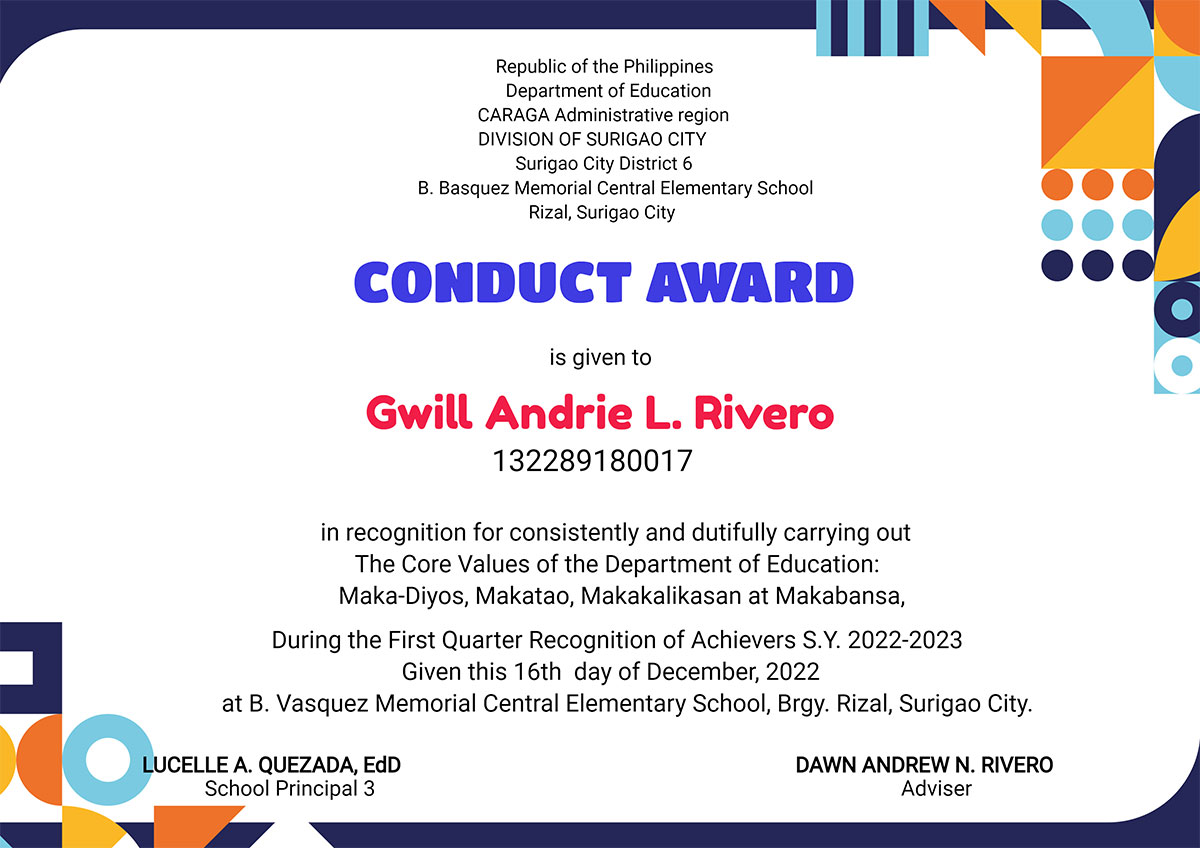 Republic of the Philippines
Department of Education
CARAGA Administrative region
DIVISION OF SURIGAO CITY
Surigao City District 6
B. Basquez Memorial Central Elementary School
Rizal, Surigao City
CONDUCT AWARD
is given to
Gwill Andrie L. Rivero
132289180017
in recognition for consistently and dutifully carrying out
The Core Values of the Department of Education:
Maka-Diyos, Makatao, Makakalikasan at Makabansa,
During the First Quarter Recognition of Achievers S.Y. 2022-2023
Given this 16th day of December, 2022
at B. Vasquez Memorial Central Elementary School, Brgy. Rizal, Surigao City.
LUCELLE A. QUEZADA, EdD
School Principal 3
DAWN ANDREW N. RIVERO
Adviser